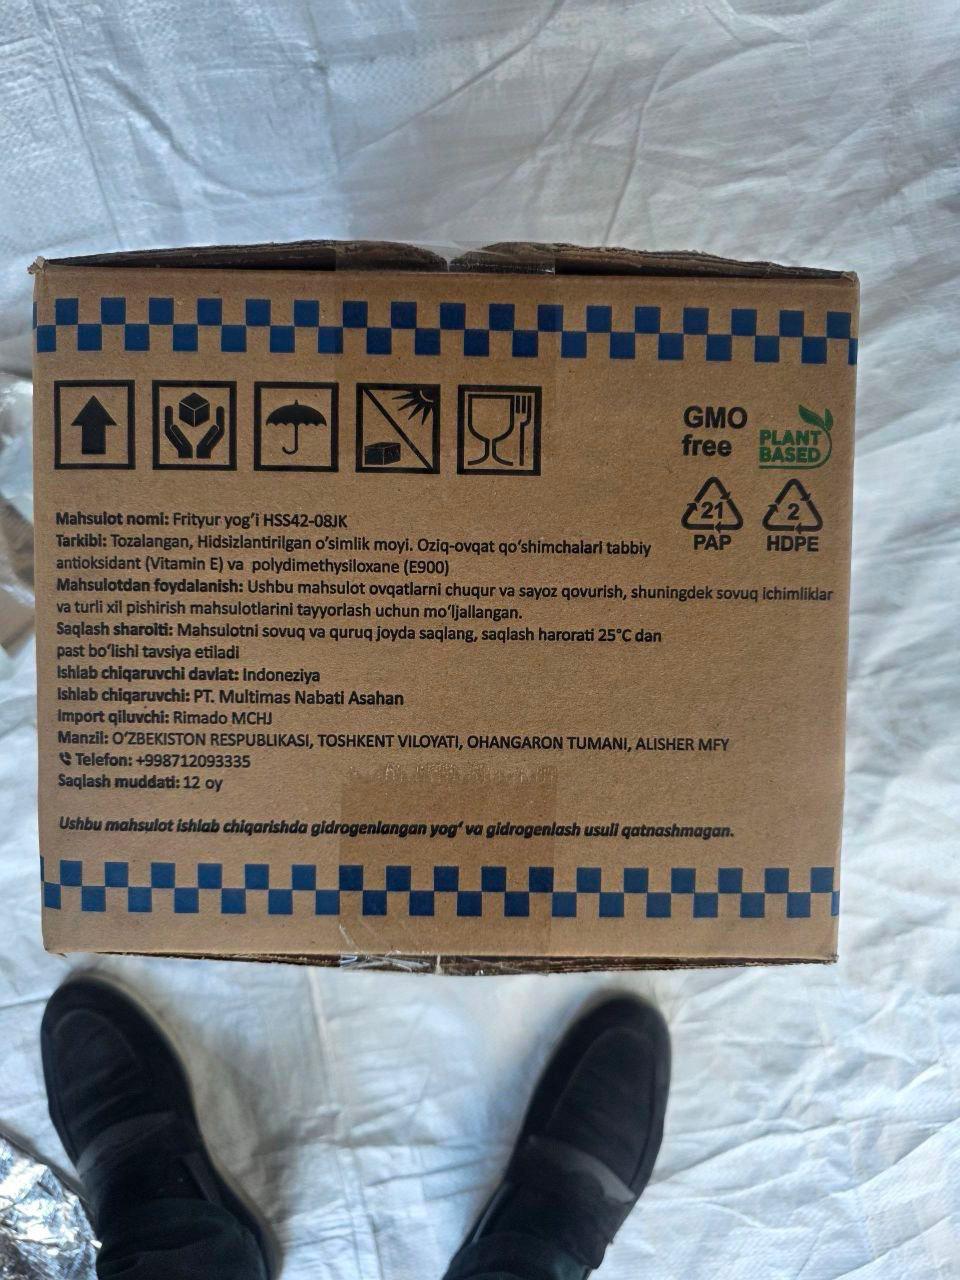 GMO
free
PLANT
BASED
21
PAP
2
HDPE
Mahsulot nomi: Frityur yog‘i HSS42-08JK
Tarkibi: Tozalangan, Hidsizlantirilgan o‘simlik moyi. Oziq-ovqat qo‘shimchalari tabbiy
antioksidant (Vitamin E) va polydimethysiloxane (E900)
Mahsulotdan foydalanish: Ushbu mahsulot ovqatlarni chuqur va sayoz qovurish, shuningdek sovuq ichimliklar
va turli xil pishirish mahsulotlarini tayyorlash uchun mo‘ljallangan.
Saqlash sharoiti: Mahsulotni sovuq va quruq joyda saqlang, saqlash harorati 25°C dan
past bo‘lishi tavsiya etiladi
Ishlab chiqaruvchi davlat: Indoneziya
Ishlab chiqaruvchi: PT. Multimas Nabati Asahan
Import qiluvchi: Rimado MCHJ
Manzil: O‘ZBEKISTON RESPUBLIKASI, TOSHKENT VILOYATI, OHANGARON TUMANI, ALISHER MFY
Telefon: +998712093335
Saqlash muddati: 12 oy
Ushbu mahsulot ishlab chiqarishda gidrogenlangan yog‘ va gidrogenlash usuli qatnashmagan.